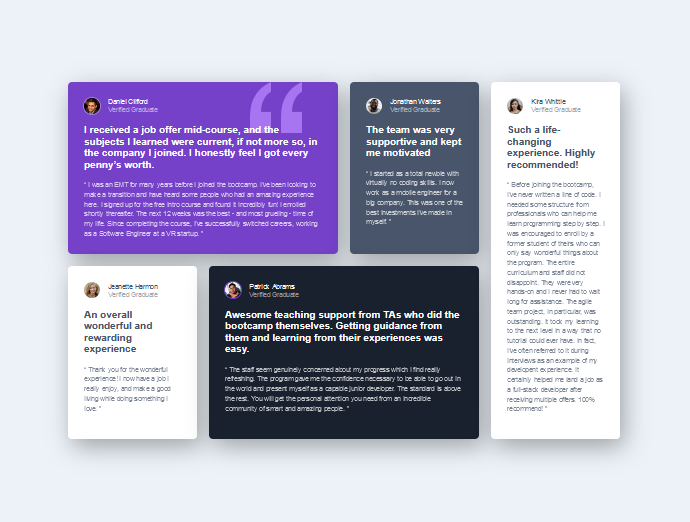 Daniel Clifford
Verified Graduate
I received a job offer mid-course, and the
subjects I learned were current, if not more so, in
the company I joined. I honestly feel I got every
penny's worth.
" I was an EMT for many years before I joined the bootcamp. I've been looking to
make a transition and have heard some people who had an amazing experience
here. I signed up for the free intro course and found it incredibly fun! I enrolled
shortly thereafter. The next 12 weeks was the best - and most grueling - time of
my life. Since completing the course, I've successfully switched careers, working
as a Software Engineer at a VR startup. "
Jonathan Walters
Verified Graduate
The team was very
supportive and kept
me motivated
" I started as a total newbie with
virtually no coding skills. I now
work as a mobile engineer for a
big company. This was one of the
best investments I've made in
myself. "
Kira Whittle
Verified Graduate
Such a life-
changing
experience. Highly
recommended!
" Before joining the bootcamp,
I've never written a line of code. I
needed some structure from
professionals who can help me
learn programming step by step. I
was encouraged to enroll by a
former student of theirs who can
only say wonderful things about
the program. The entire
curriculum and staff did not
disappoint. They were very
hands-on and I never had to wait
long for assistance. The agile
team project, in particular, was
outstanding. It took my learning
to the next level in a way that no
tutorial could ever have. In fact,
I've often referred to it during
interviews as an example of my
developent experience. It
certainly helped me land a job as
a full-stack developer after
receiving multiple offers. 100%
recommend! "
Jeanette Harmon
Verified Graduate
An overall
wonderful and
rewarding
experience
" Thank you for the wonderful
experience! I now have a job I
really enjoy, and make a good
living while doing something I
love. "
Patrick Abrams
Verified Graduate
Awesome teaching support from TAs who did the
bootcamp themselves. Getting guidance from
them and learning from their experiences was
easy.
" The staff seem genuinely concerned about my progress which I find really
refreshing. The program gave me the confidence necessary to be able to go out in
the world and present myself as a capable junior developer. The standard is above
the rest. You will get the personal attention you need from an incredible
community of smart and amazing people. "